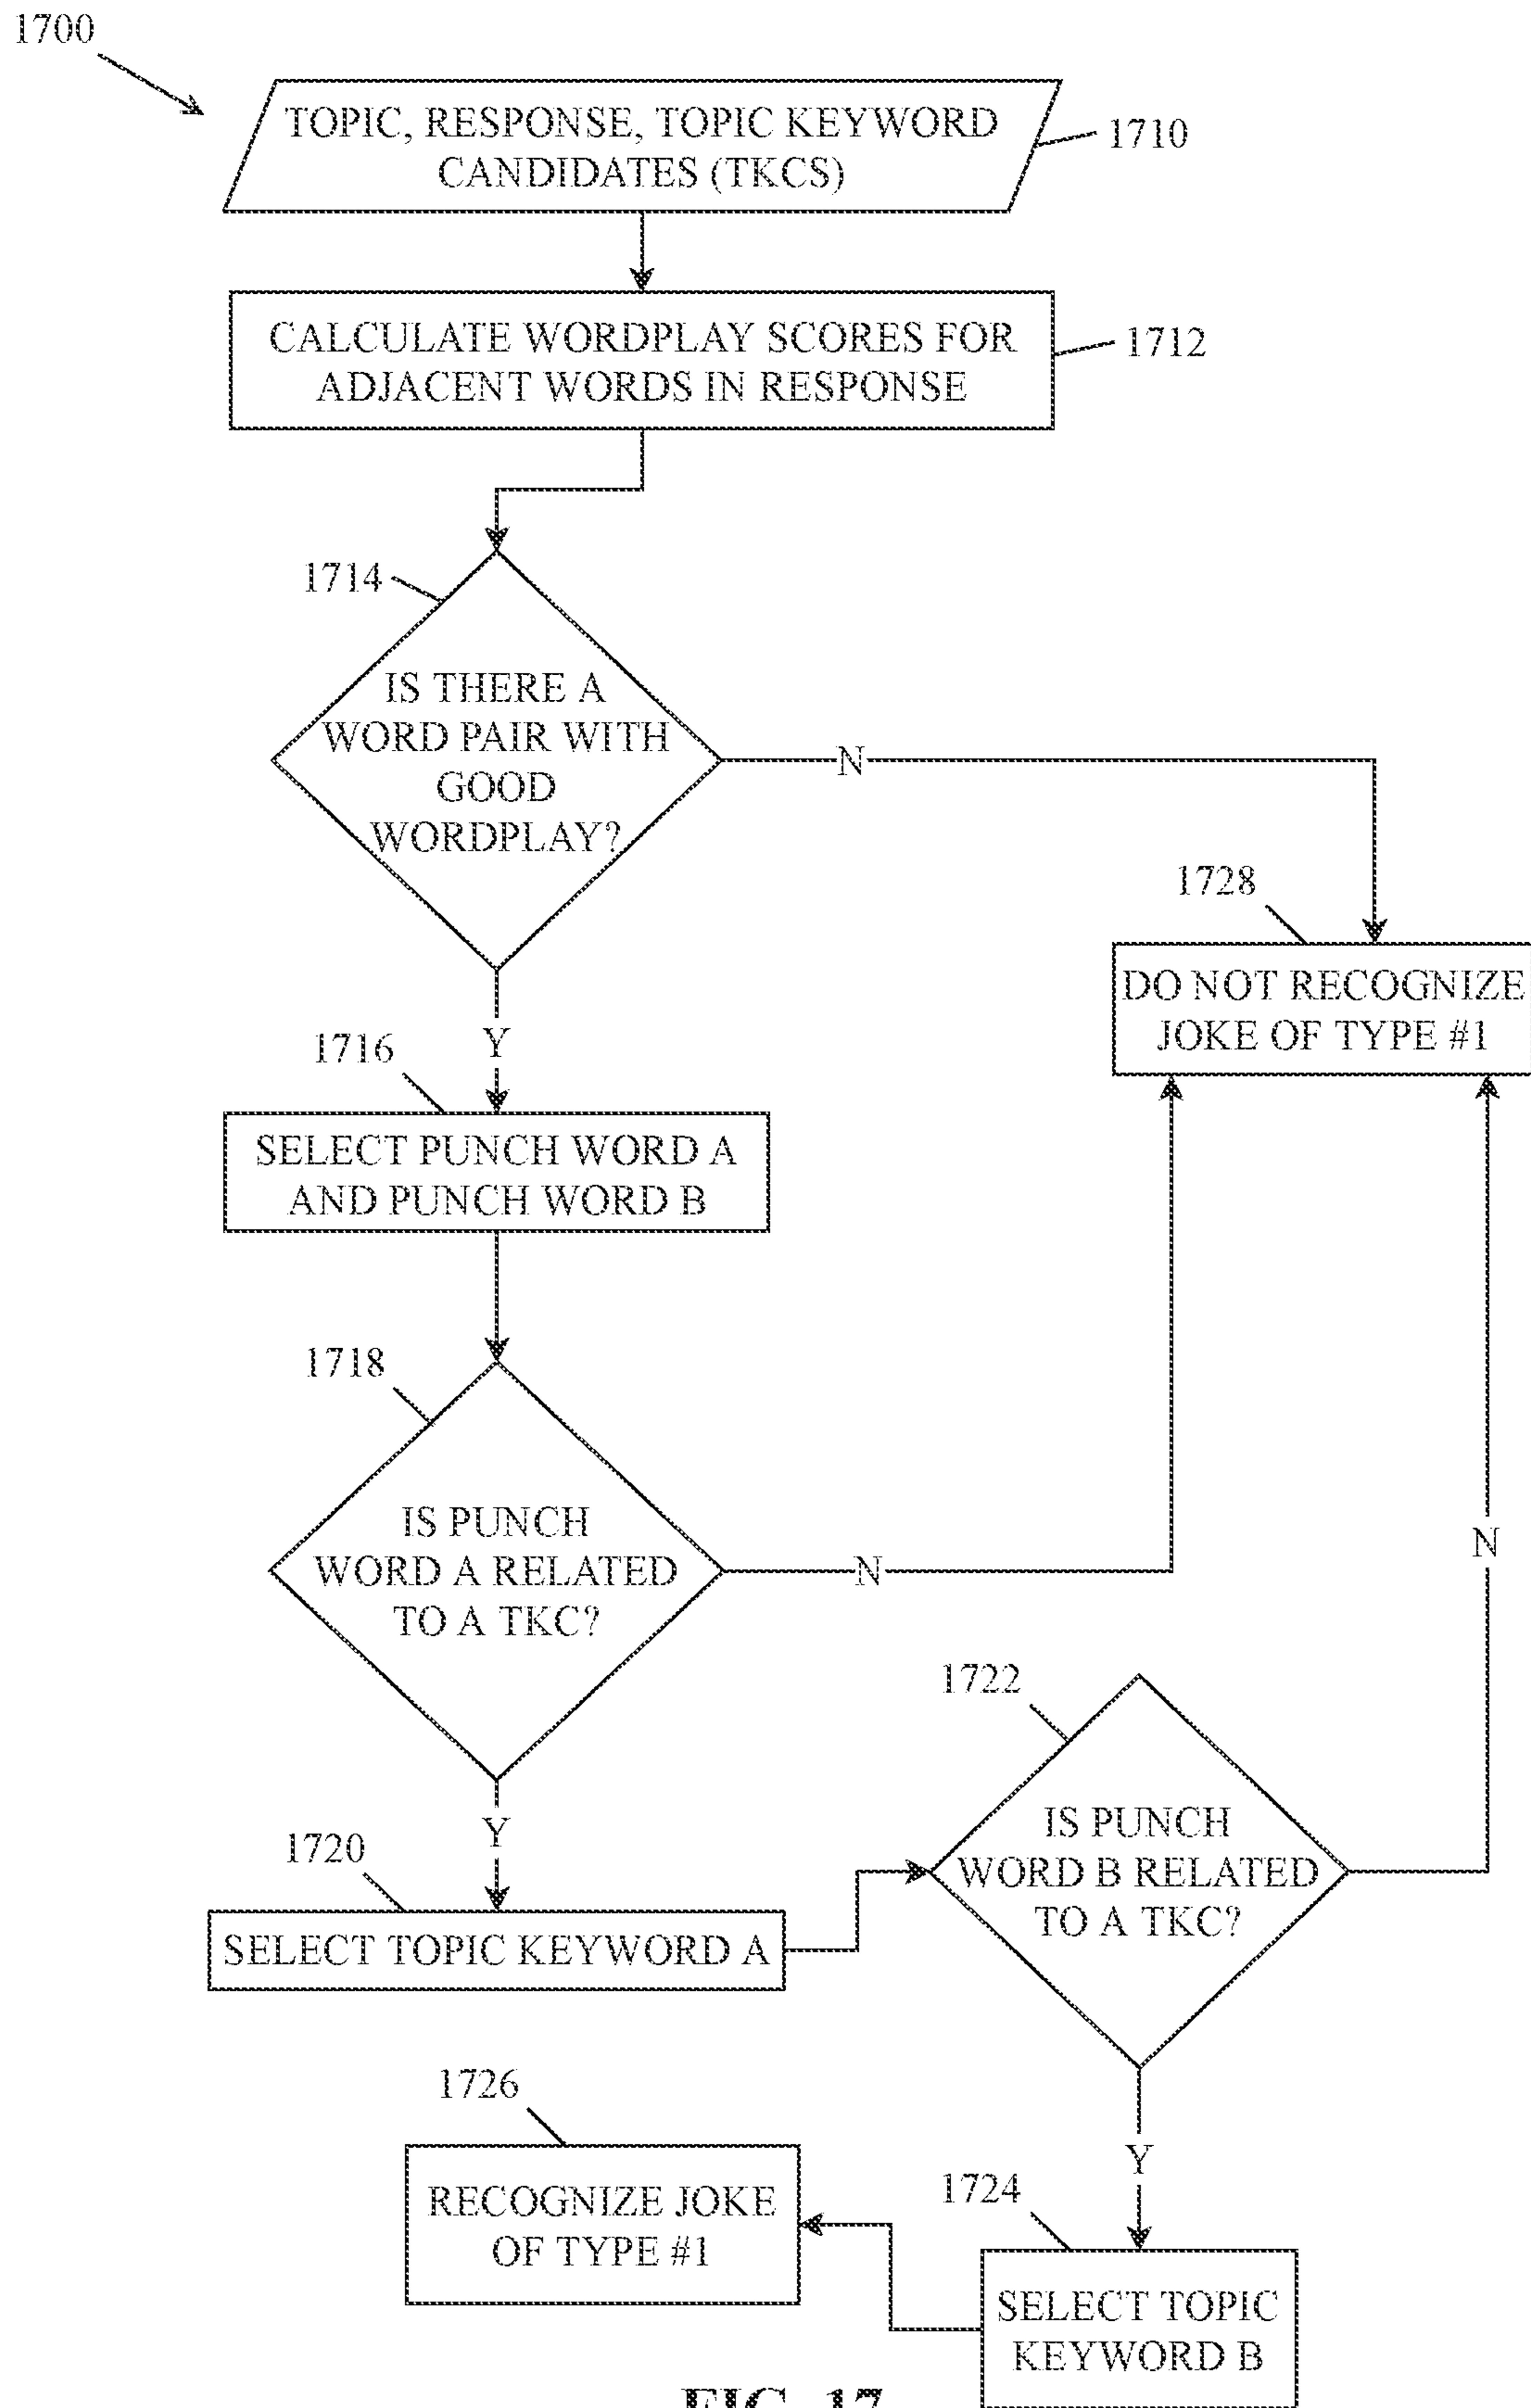 1700
TOPIC, RESPONSE, TOPIC KEYWORD
CANDIDATES (TKCS)
1710
CALCULATE WORDPLAY SCORES FOR
ADJACENT WORDS IN RESPONSE
1712
1714
IS THERE A
WORD PAIR WITH
GOOD
WORDPLAY?
N
1728
DO NOT RECOGNIZE
JOKE OF TYPE #1
Y
1716
SELECT PUNCH WORD A
AND PUNCH WORD B
1718
IS PUNCH
WORD A RELATED
TO A TKC?
N
N
Y
1720
SELECT TOPIC KEYWORD A
1722
IS PUNCH
WORD B RELATED
TO A TKC?
Y
1724
SELECT TOPIC
KEYWORD B
1726
RECOGNIZE JOKE
OF TYPE #1
FIG. 17